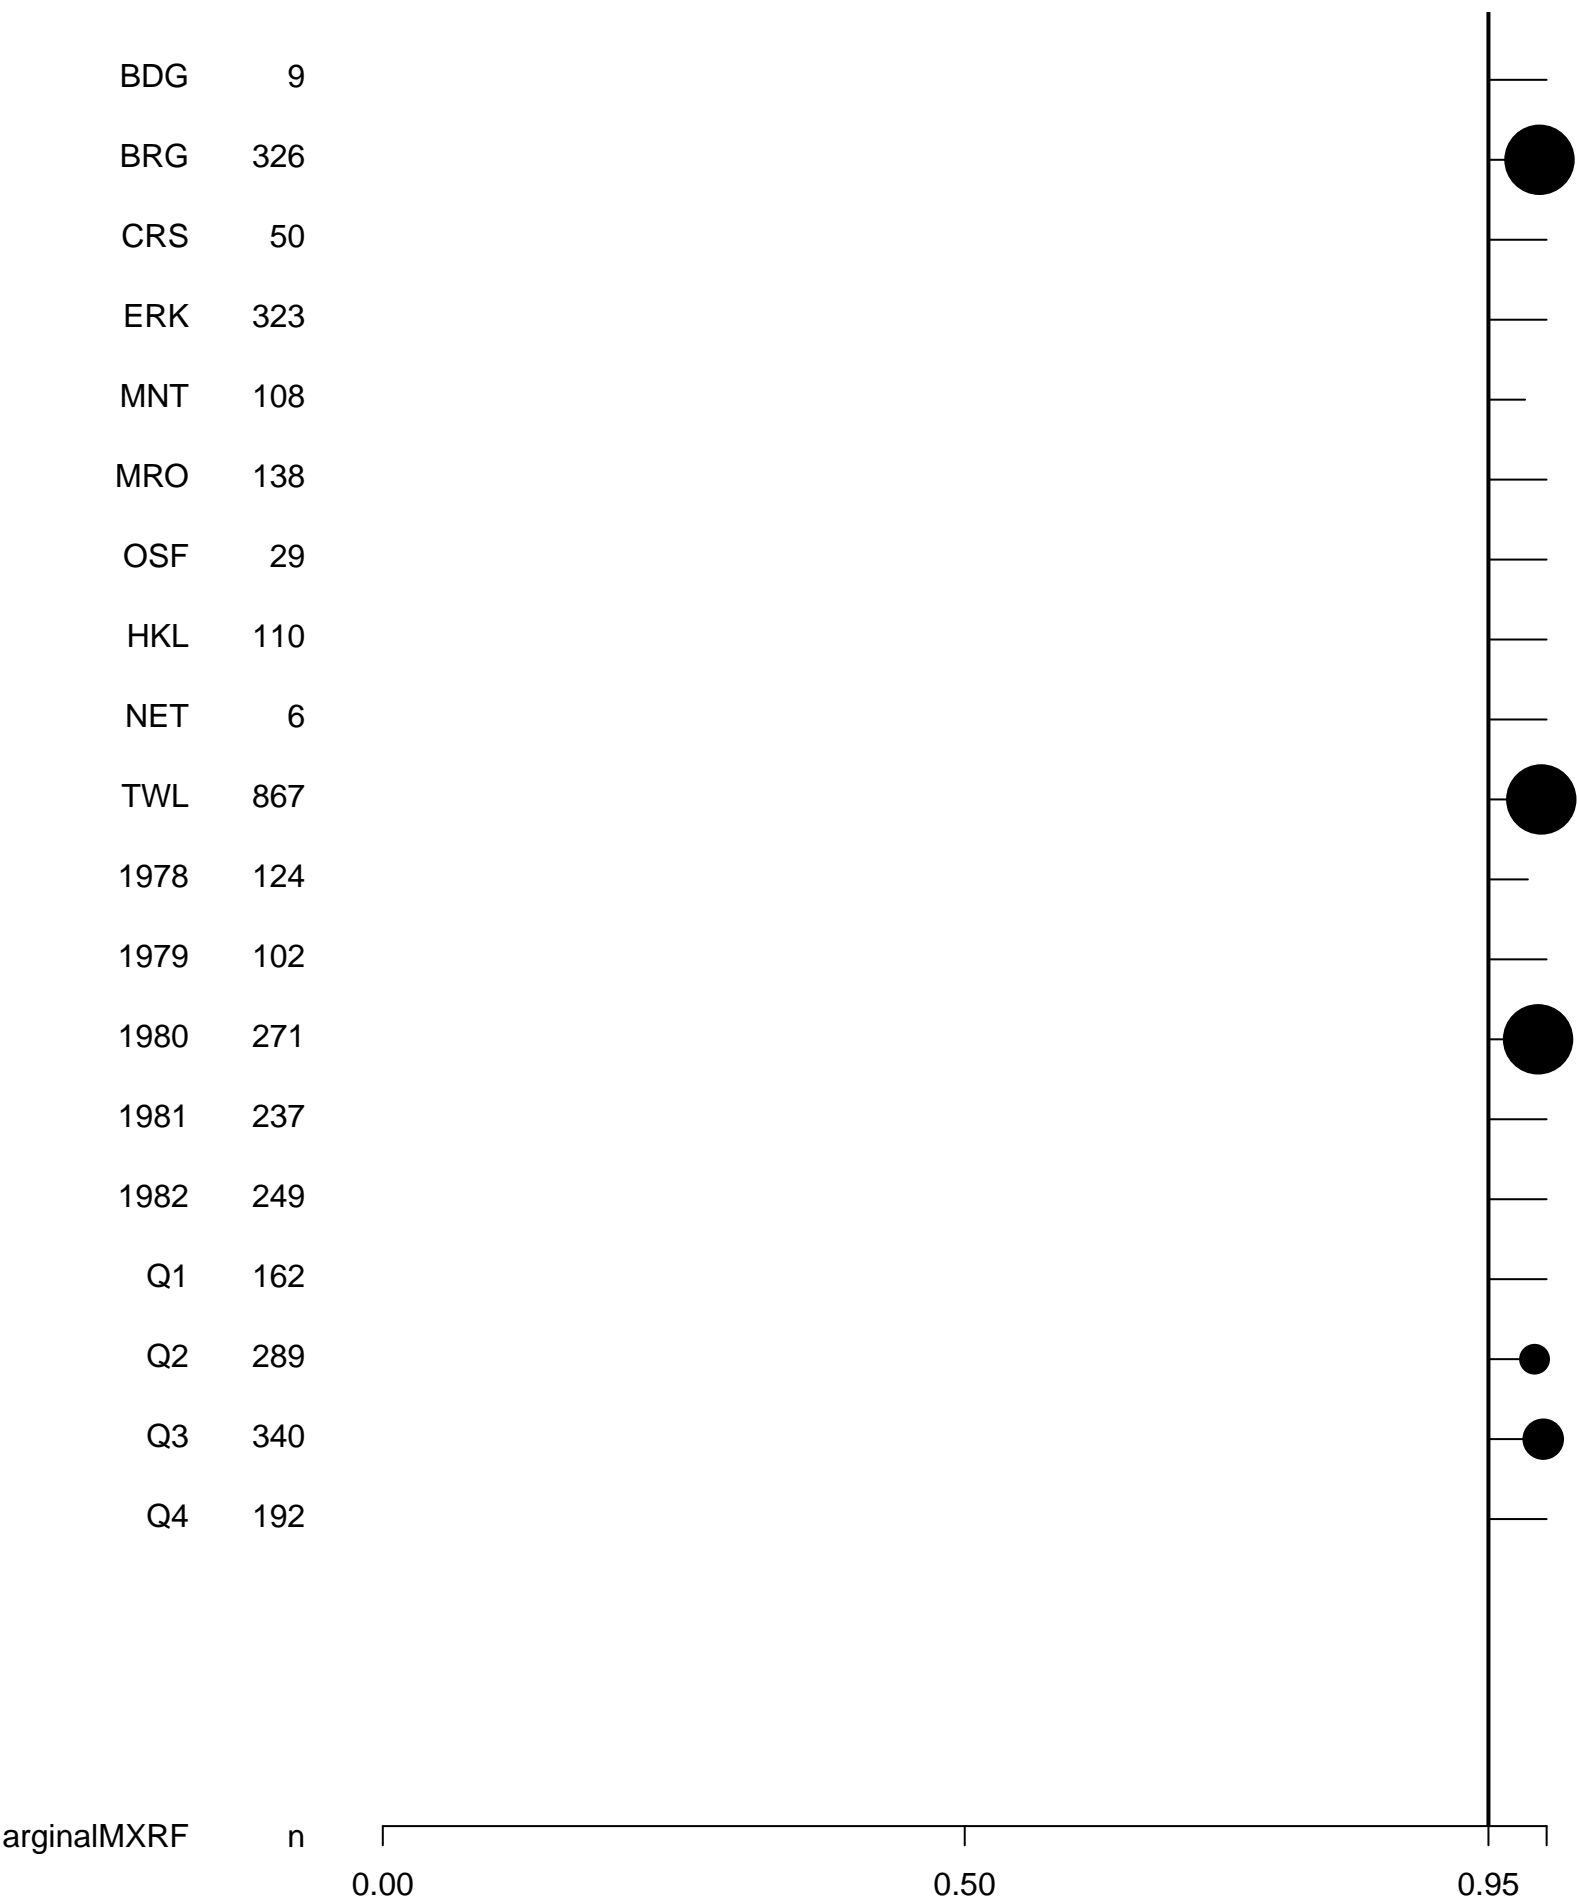 BDG 9
BRG 326
CRS 50
ERK 323
MNT 108
MRO 138
OSF 29
HKL 110
NET 6
TWL 867
1978 124
1979 102
1980 271
1981 237
1982 249
Q1 162
Q2 289
Q3 340
Q4 192
arginalMXRF n
0.00 0.50 0.95